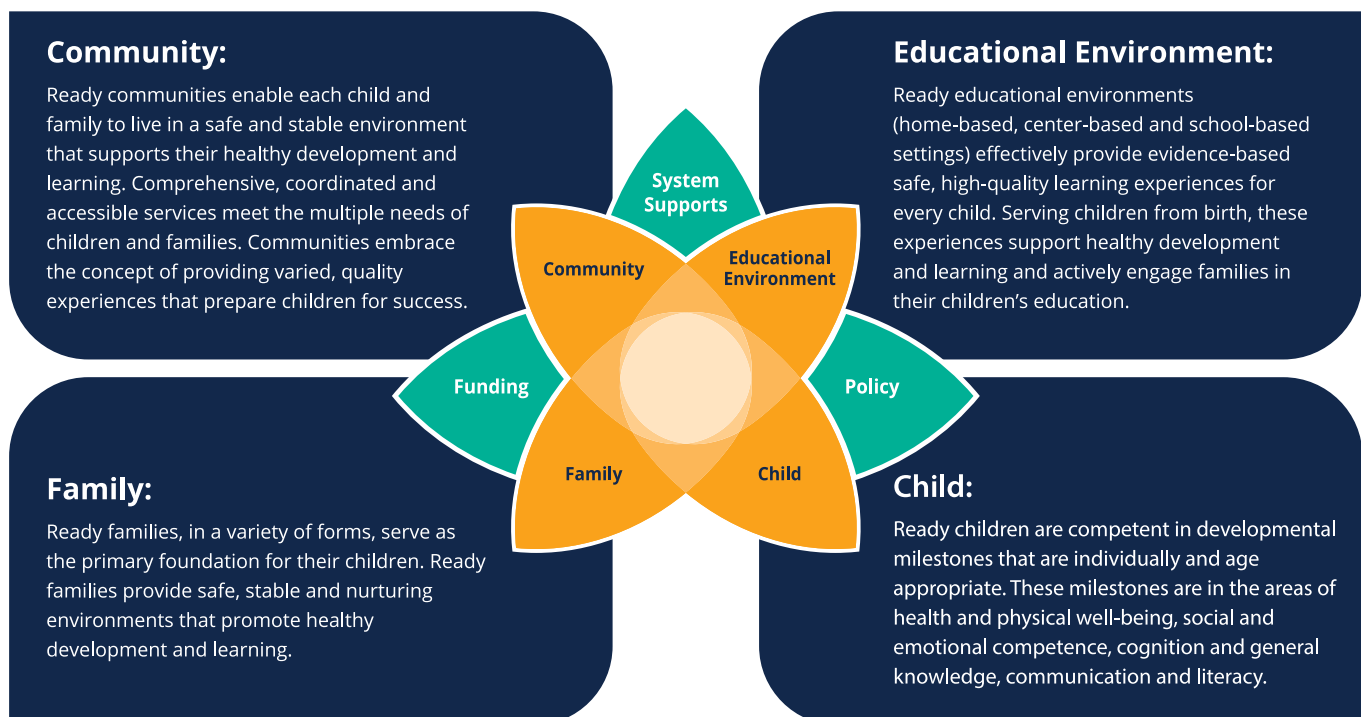 Community:
Ready communities enable each child and
family to live in a safe and stable environment
that supports their healthy development and
learning. Comprehensive, coordinated and
accessible services meet the multiple needs of
children and families. Communities embrace
the concept of providing varied, quality
experiences that prepare children for success.
Educational Environment:
Ready educational environments
(home-based, center-based and school-based
settings) effectively provide evidence-based
safe, high-quality learning experiences for
every child. Serving children from birth, these
experiences support healthy development
and learning and actively engage families in
their children’s education.
System
Supports
Community
Educational
Environment
Funding
Policy
Family
Child
Family:
Ready families, in a variety of forms, serve as
the primary foundation for their children. Ready
families provide safe, stable and nurturing
environments that promote healthy
development and learning.
Child:
Ready children are competent in developmental
milestones that are individually and age
appropriate. These milestones are in the areas of
health and physical well-being, social and
emotional competence, cognition and general
knowledge, communication and literacy.